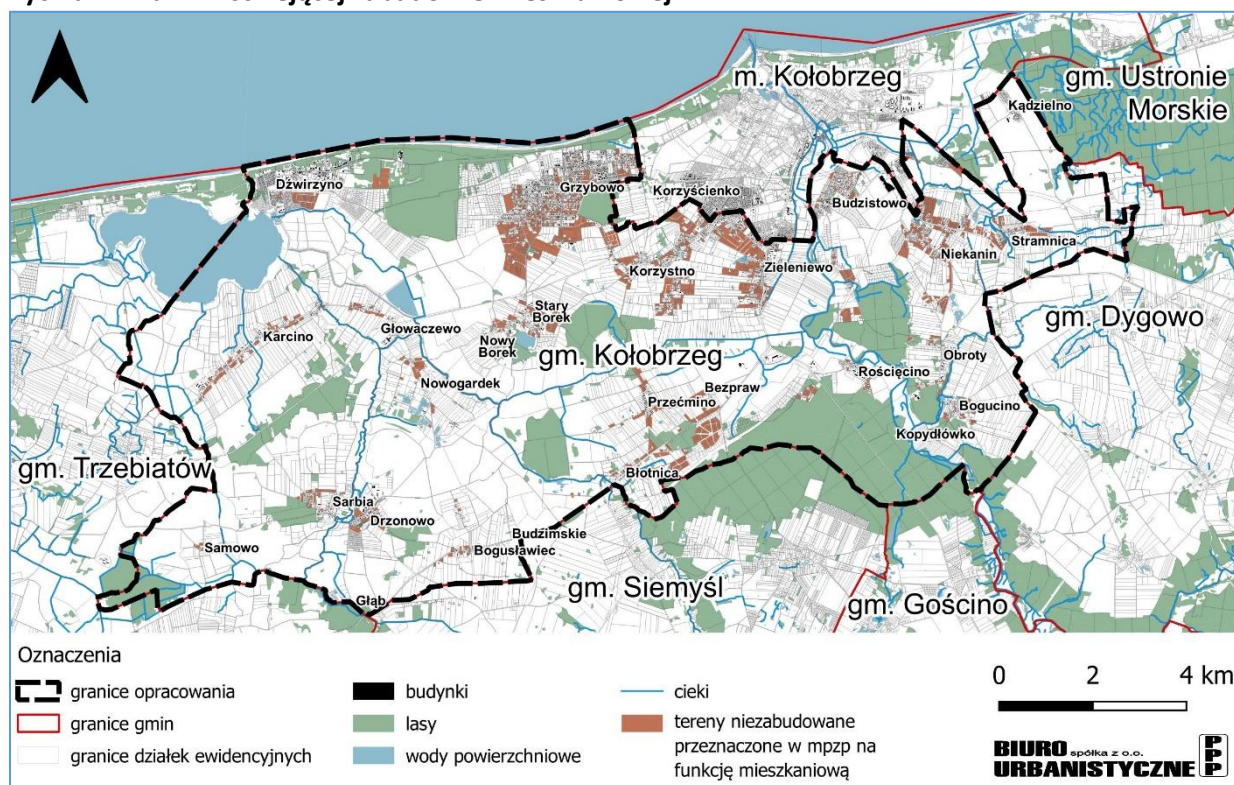 m. Kołobrzeg
gm. Ustronie
Morskie
Kądzielno
Dźwirzyno
Grzybowo
Korzyścienko
Budzistowo
Stramnica
Niekanin
Korzystno
Zieleniewo
Stary
Borek
Nowy
Borek
Karcino
Głowaczewo
gm. Kołobrzeg
gm. Dygowo
Obroty
Rościęcino
Nowogardek
Bezpraw
Przećmino
Bogucino
Kopydłówko
gm. Trzebiatów
Błotnica
Sarbia
Drzonowo
Budzimskie
Samowo
Bogusławiec
gm. Siemyśl
Głąb
gm. Gościno
Oznaczenia
granice opracowania
granice gmin
granice działek ewidencyjnych
budynki
lasy
wody powierzchniowe
cieki
tereny niezabudowane
przeznaczone w mpzp na
funkcję mieszkaniową
0 2 4 km
BIURO spółka z o.o.
URBANISTYCZNE PPP